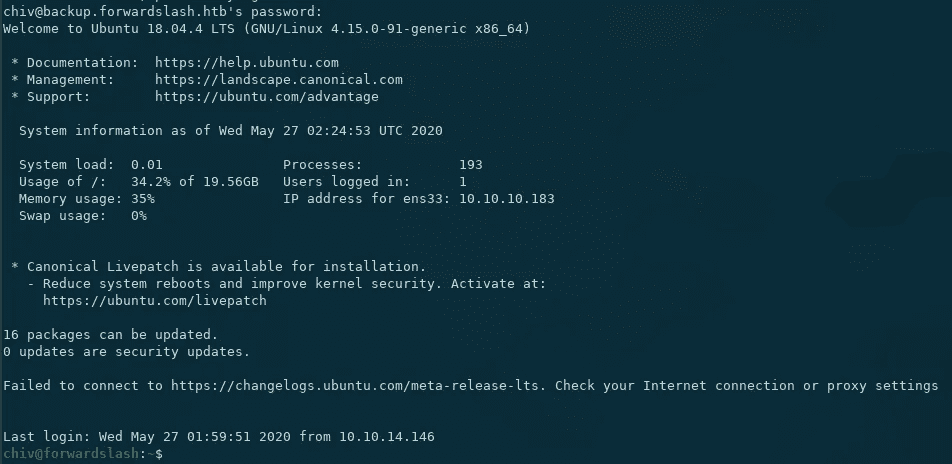 chiv@backup.forwardslash.htb's password:
Welcome to Ubuntu 18.04.4 LTS (GNU/Linux 4.15.0-91-generic x86_64)

 * Documentation:  https://help.ubuntu.com
 * Management:     https://landscape.canonical.com
 * Support:        https://ubuntu.com/advantage

  System information as of Wed May 27 02:24:53 UTC 2020

  System load:  0.01               Processes:            193
  Usage of /:   34.2% of 19.56GB   Users logged in:      1
  Memory usage: 35%                IP address for ens33: 10.10.10.183
  Swap usage:   0%

 * Canonical Livepatch is available for installation.
   - Reduce system reboots and improve kernel security. Activate at:
     https://ubuntu.com/livepatch

16 packages can be updated.
0 updates are security updates.

Failed to connect to https://changelogs.ubuntu.com/meta-release-lts. Check your Internet connection or proxy settings

Last login: Wed May 27 01:59:51 2020 from 10.10.14.146
chiv@forwardslash:~$